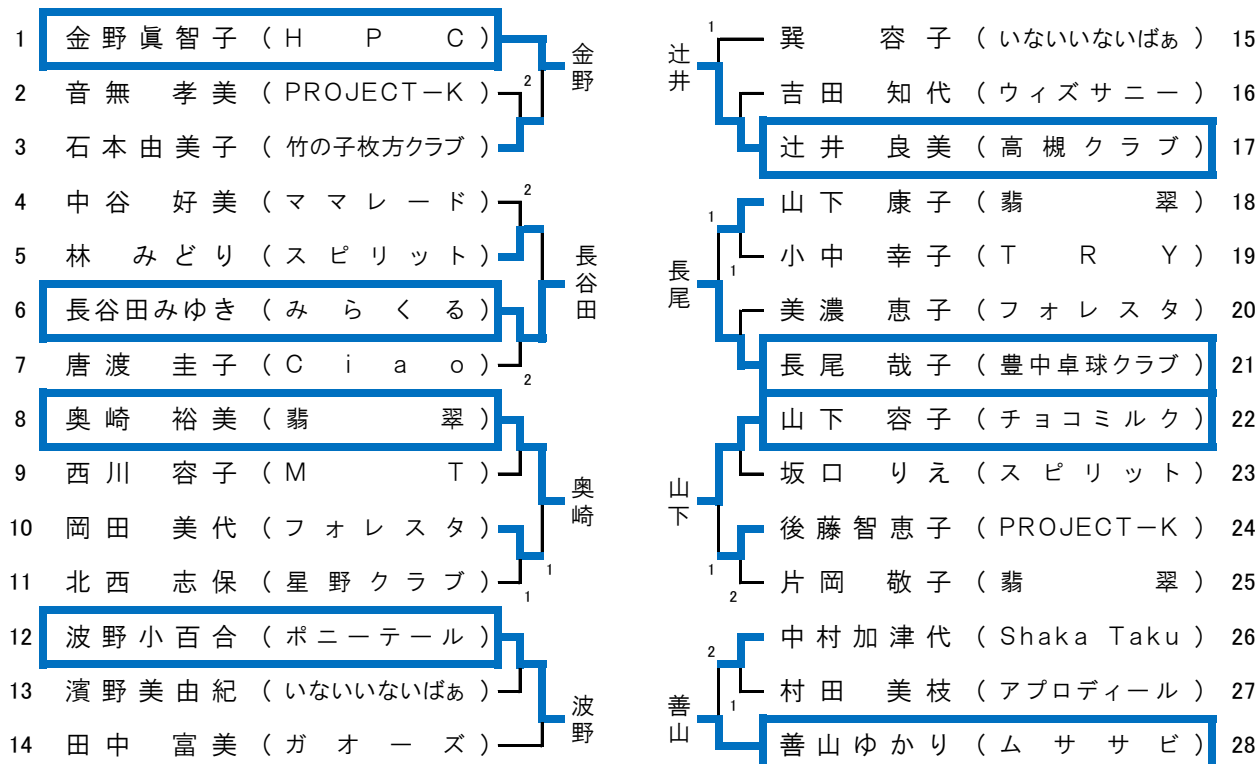 1 金野眞智子 (H P C)
2 音無 孝美 (PROJECT-K)
3 石本由美子 (竹の子枚方クラブ)
4 中谷 好美 (ママレード)
5 林 みどり (スピリット)
6 長谷田みゆき (みらくる)
7 唐渡 圭子 (Ciao)
8 奥崎 裕美 (翡 翠)
9 西川 容子 (M T)
10 岡田 美代 (フォレスタ)
11 北西 志保 (星野クラブ)
12 波野小百合 (ポニーテール)
13 濱野美由紀 (いないいないばぁ)
14 田中 富美 (ガオーズ)
2
2
2
1
1
金野
長谷田
奥崎
波野
辻井
長尾
山下
善山
1
1
1
1
2
2
1
巽 容子 (いないいないばぁ) 15
吉田 知代 (ウィズサニー) 16
辻井 良美 (高槻クラブ) 17
山下 康子 (翡 翠) 18
小中 幸子 (T R Y) 19
美濃 恵子 (フォレスタ) 20
長尾 哉子 (豊中卓球クラブ) 21
山下 容子 (チョコミルク) 22
坂口 りえ (スピリット) 23
後藤智恵子 (PROJECT-K) 24
片岡 敬子 (翡 翠) 25
中村加津代 (Shaka Taku) 26
村田 美枝 (アプロディール) 27
善山ゆかり (ムササビ) 28